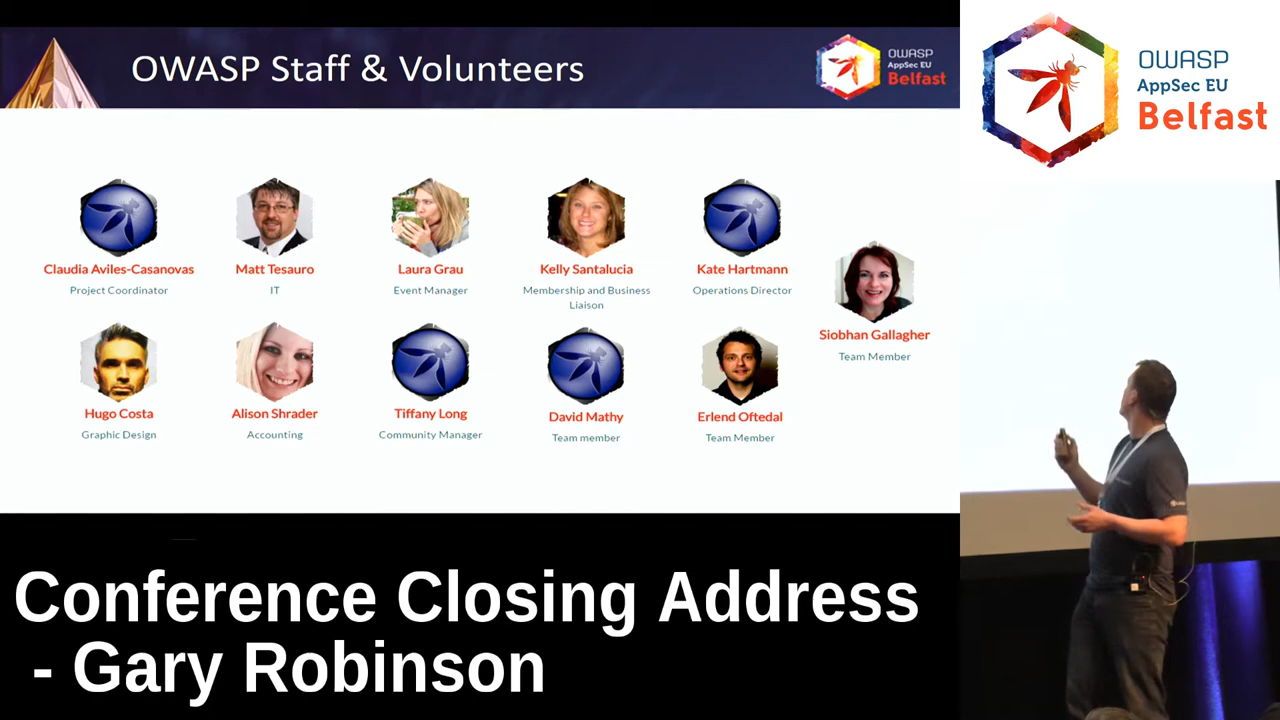 OWASP Staff & Volunteers
OWASP
AppSec EU
Belfast
OWASP
AppSec EU
Belfast
Claudia Aviles-Casanovas
Project Coordinator
Matt Tesauro
IT
Laura Grau
Event Manager
Kelly Santalucia
Membership and Business
Liaison
Kate Hartmann
Operations Director
Siobhan Gallagher
Team Member
Hugo Costa
Graphic Design
Alison Shrader
Accounting
Tiffany Long
Community Manager
David Mathy
Team member
Erlend Oftedal
Team Member
Conference Closing Address
- Gary Robinson